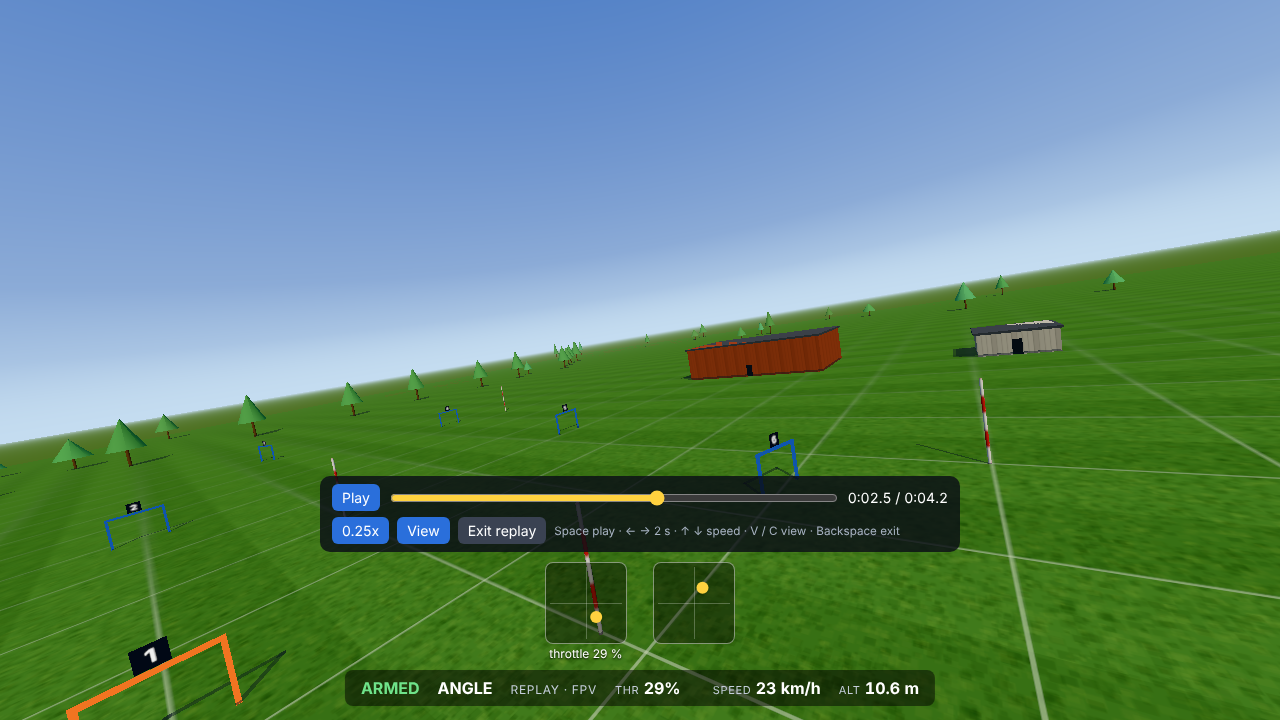 6
2
Play
0:02.5 / 0:04.2
0.25x
View
Exit replay
Space play · ← → 2 s · ↑ ↓ speed · V / C view · Backspace exit
throttle 29 %
1
ARMED ANGLE REPLAY · FPV THR 29% SPEED 23 km/h ALT 10.6 m